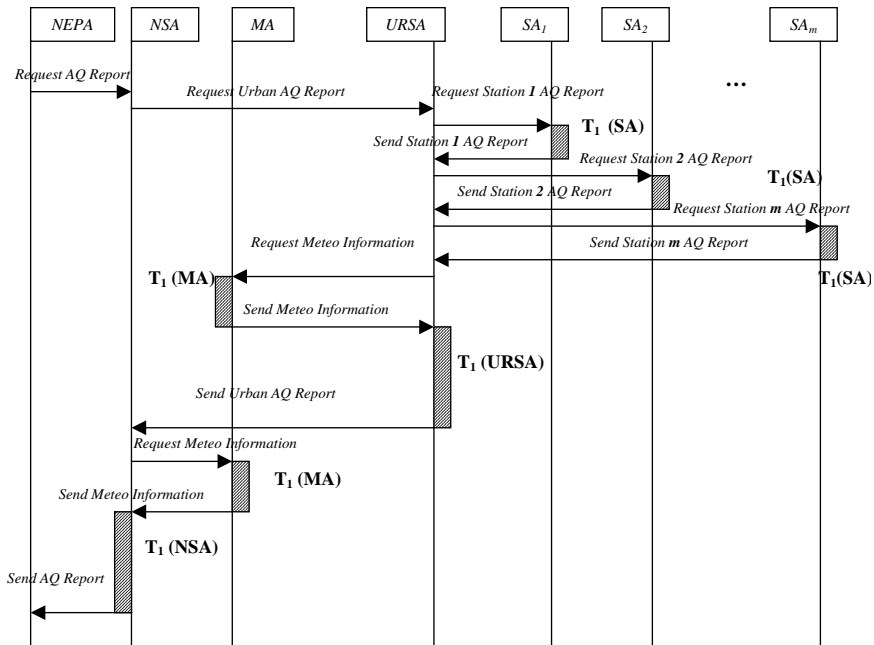 NEPA NSA MA URSA SA1 SA2 SAm
Request AQ Report
...
Request Urban AQ Report Request Station 1 AQ Report
T1 (SA)
Send Station 1 AQ Report
Request Station 2 AQ Report
T1(SA)
Send Station 2 AQ Report
Request Station m AQ Report
Request Meteo Information Send Station m AQ Report
T1 (MA) T1(SA)
Send Meteo Information
T1 (URSA)
Send Urban AQ Report
Request Meteo Information
T1 (MA)
Send Meteo Information
T1 (NSA)
Send AQ Report